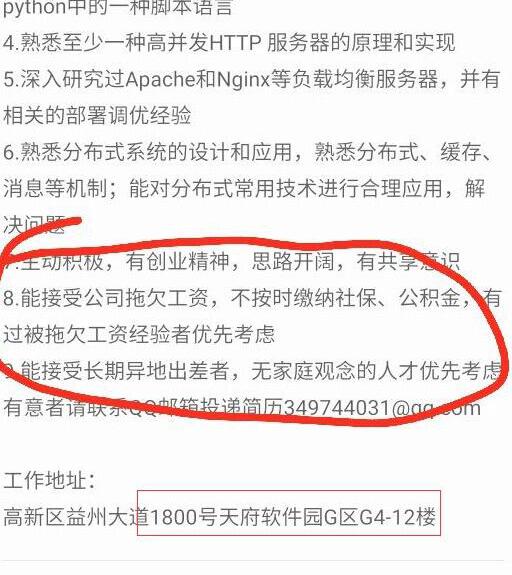 python中的一种脚本语言
4.熟悉至少一种高并发HTTP 服务器的原理和实现
5.深入研究过Apache和Nginx等负载均衡服务器，并有
相关的部署调优经验
6.熟悉分布式系统的设计和应用，熟悉分布式、缓存、
消息等机制；能对分布式常用技术进行合理应用，解
决问题
7.主动积极，有创业精神，思路开阔，有共享意识
8.能接受公司拖欠工资，不按时缴纳社保、公积金，有
过被拖欠工资经验者优先考虑
9.能接受长期异地出差者，无家庭观念的人才优先考虑
有意者请联系QQ邮箱投递简历349744031@qq.com
工作地址：
高新区益州大道1800号天府软件园G区G4-12楼